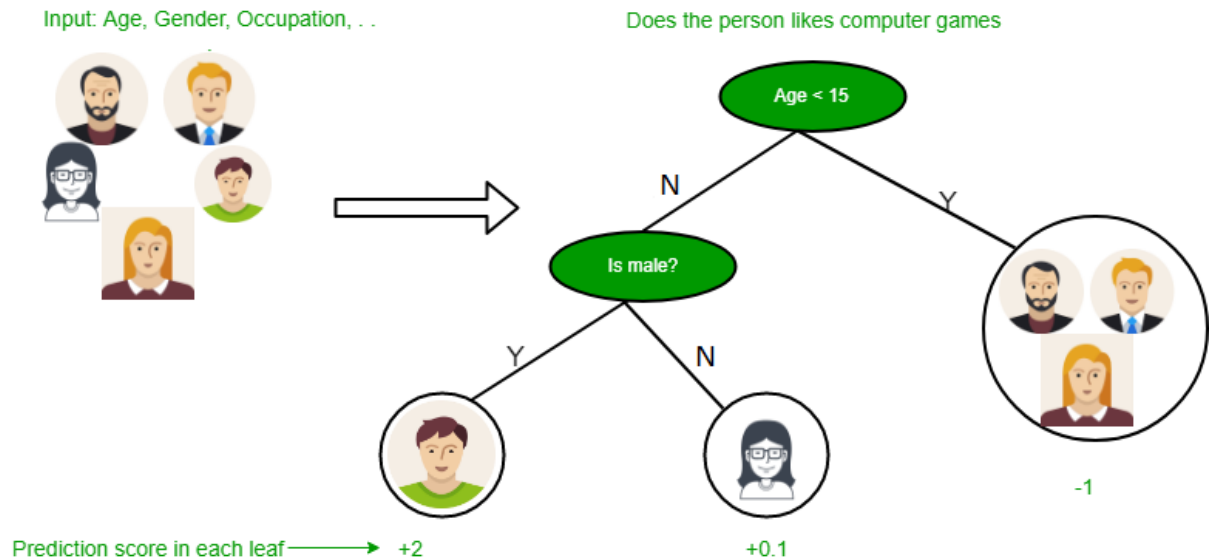 Input: Age, Gender, Occupation, . .
.
Does the person likes computer games
Age < 15
N
Y
Is male?
Y
N
-1
Prediction score in each leaf
+2
+0.1